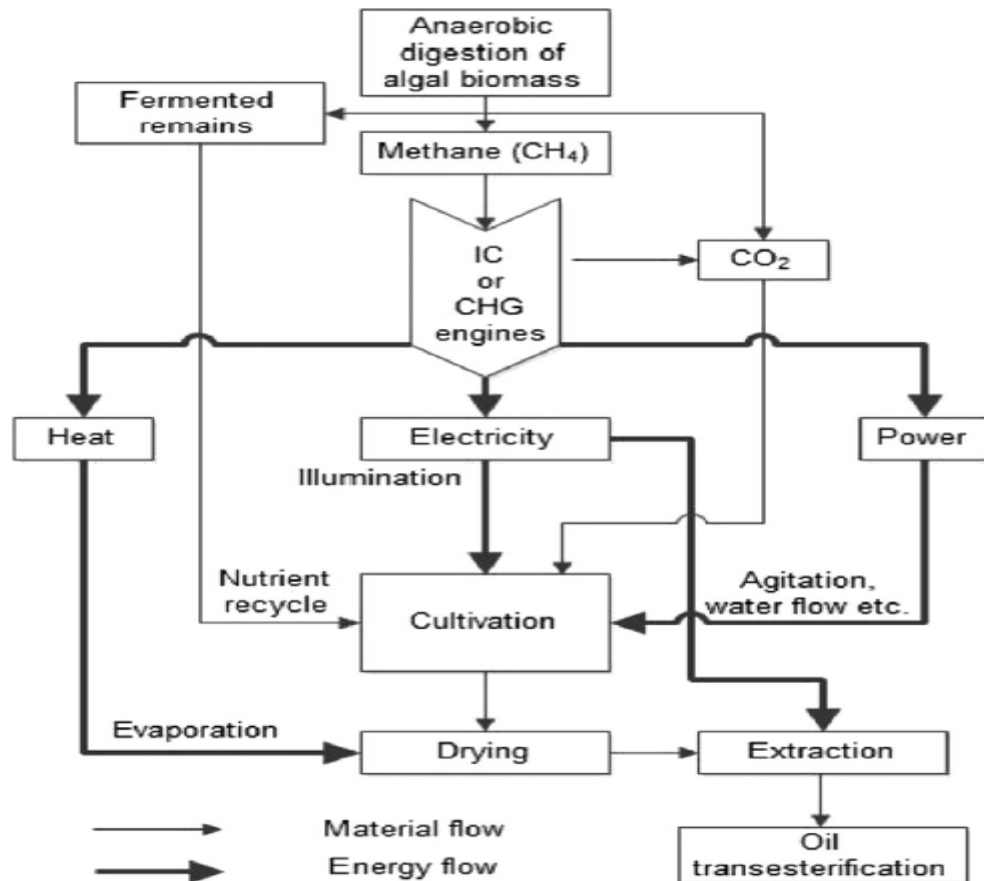 Anaerobic
digestion of
algal biomass
Fermented
remains
Methane (CH₄)
IC
or
CHG
engines
CO₂
Heat
Electricity
Power
Illumination
Nutrient
recycle
Cultivation
Agitation,
water flow etc.
Evaporation
Drying
Extraction
Material flow
Energy flow
Oil
transesterification